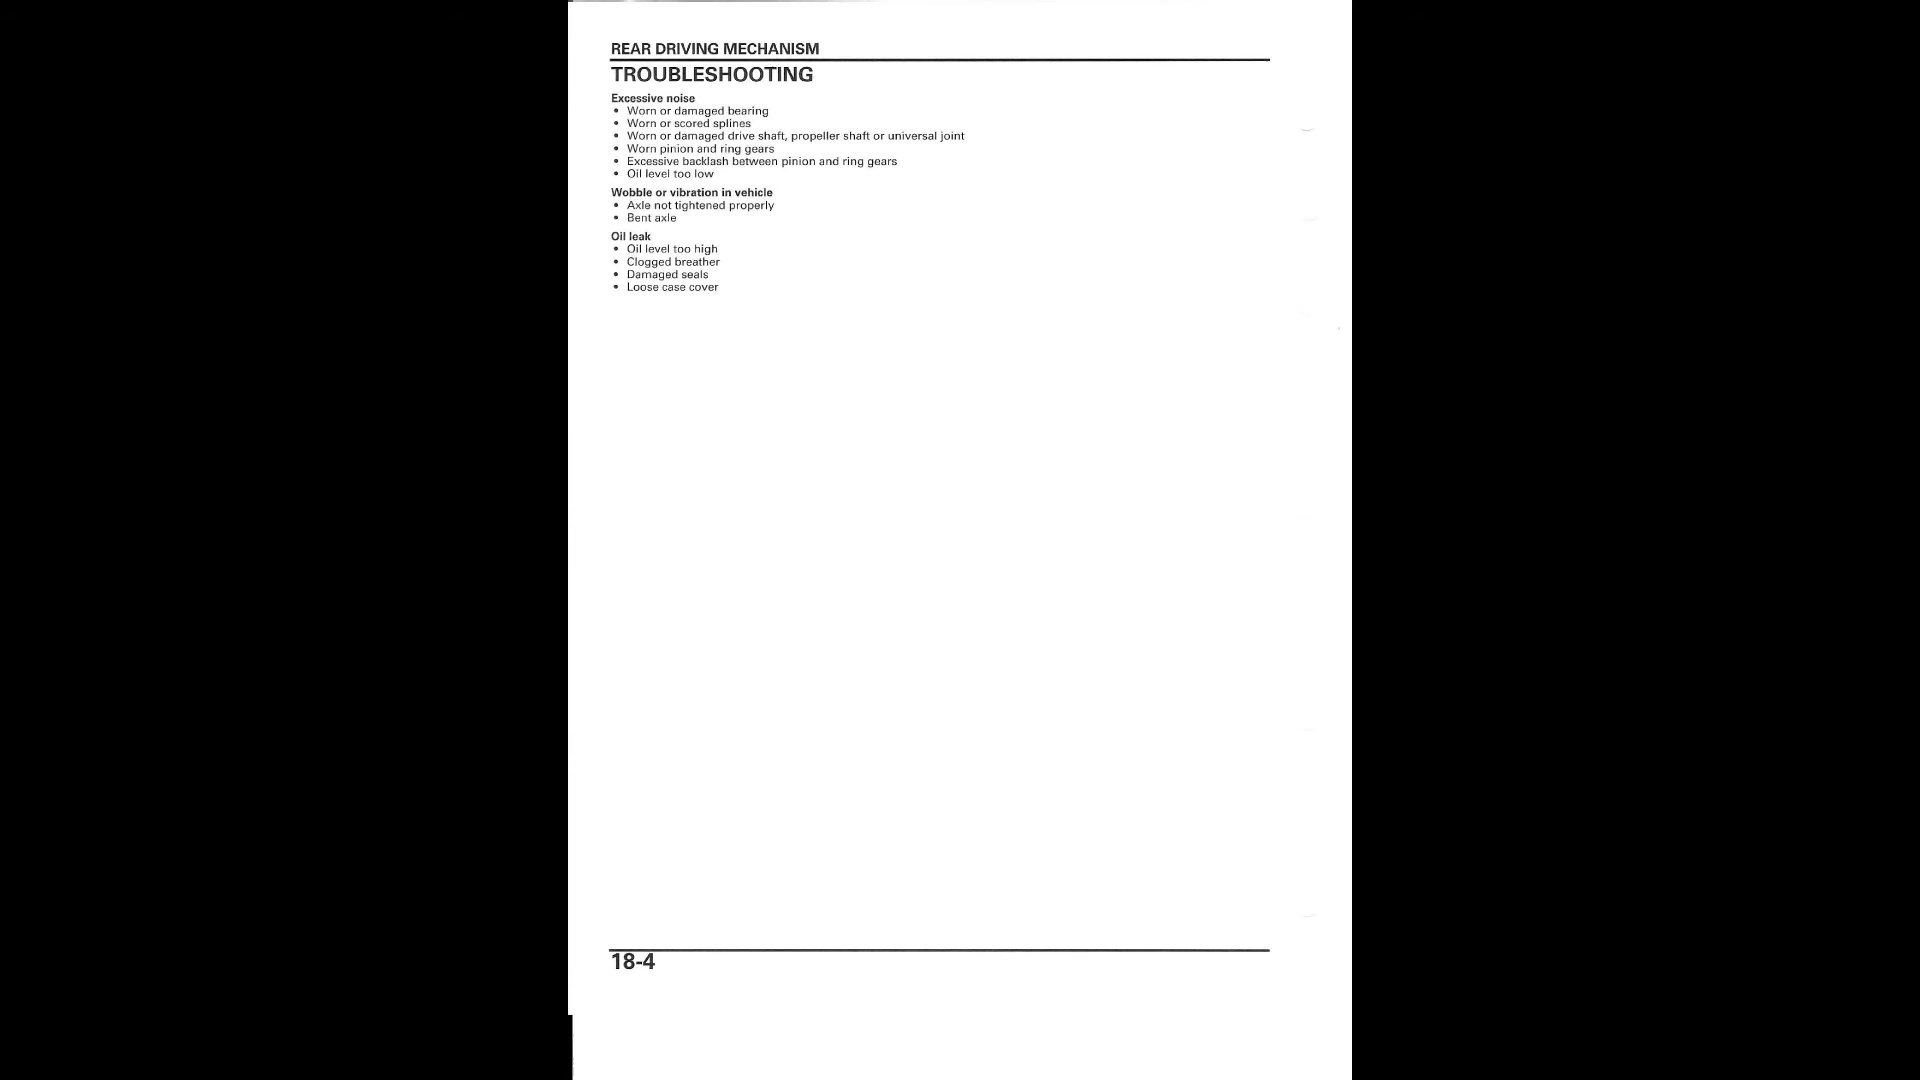 REAR DRIVING MECHANISM
TROUBLESHOOTING
Excessive noise
• Worn or damaged bearing
• Worn or scored splines
• Worn or damaged drive shaft, propeller shaft or universal joint
• Worn pinion and ring gears
• Excessive backlash between pinion and ring gears
• Oil level too low
Wobble or vibration in vehicle
• Axle not tightened properly
• Bent axle
Oil leak
• Oil level too high
• Clogged breather
• Damaged seals
• Loose case cover
18-4